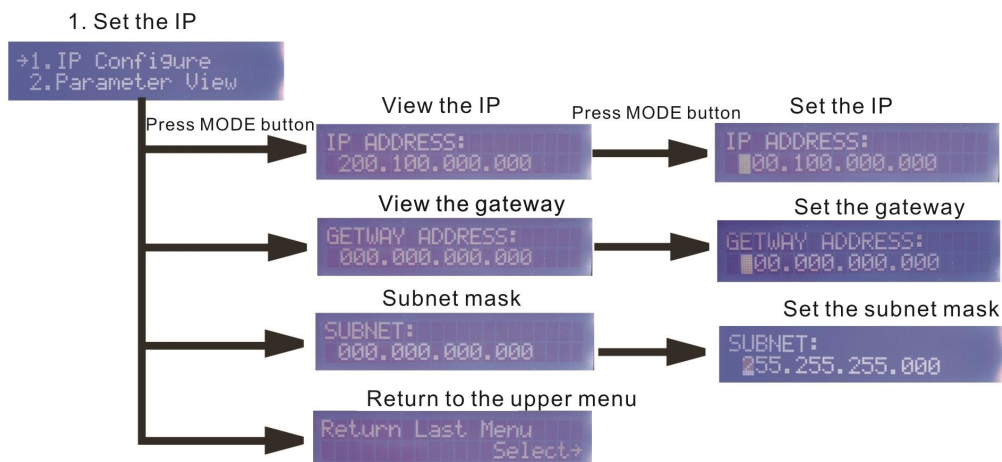 1. Set the IP
→1.IP Configure
2.Parameter View
Press MODE button
View the IP
IP ADDRESS:
200.100.000.000
Press MODE button
Set the IP
IP ADDRESS:
00.100.000.000
View the gateway
GETWAY ADDRESS:
000.000.000.000
Set the gateway
GETWAY ADDRESS:
00.000.000.000
Subnet mask
SUBNET:
000.000.000.000
Set the subnet mask
SUBNET:
255.255.255.000
Return to the upper menu
Return Last Menu
Select→